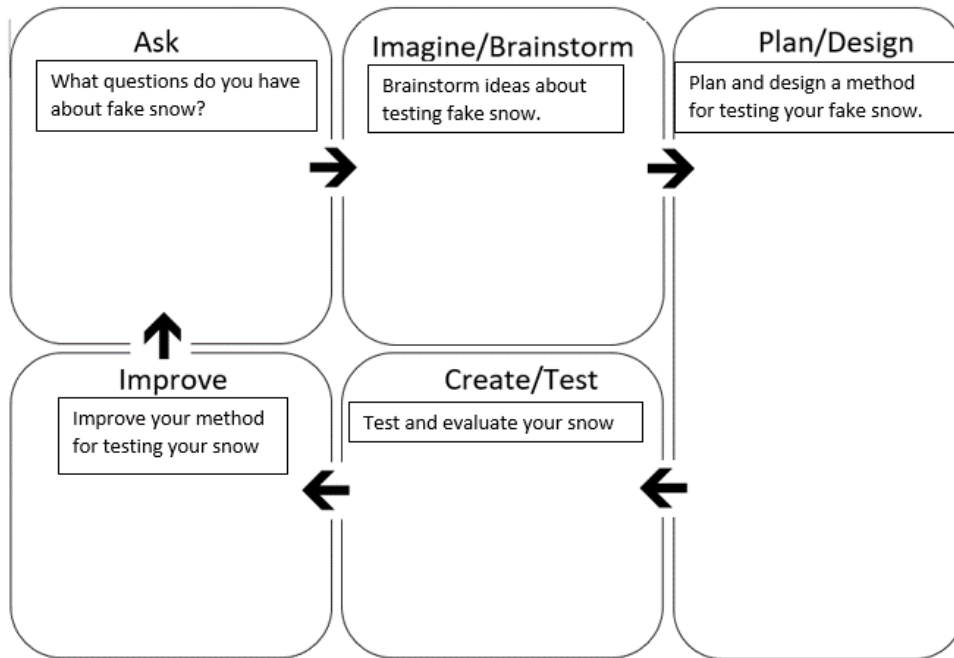 Ask
What questions do you have
about fake snow?
Imagine/Brainstorm
Brainstorm ideas about
testing fake snow.
Plan/Design
Plan and design a method
for testing your fake snow.
Improve
Improve your method
for testing your snow
Create/Test
Test and evaluate your snow